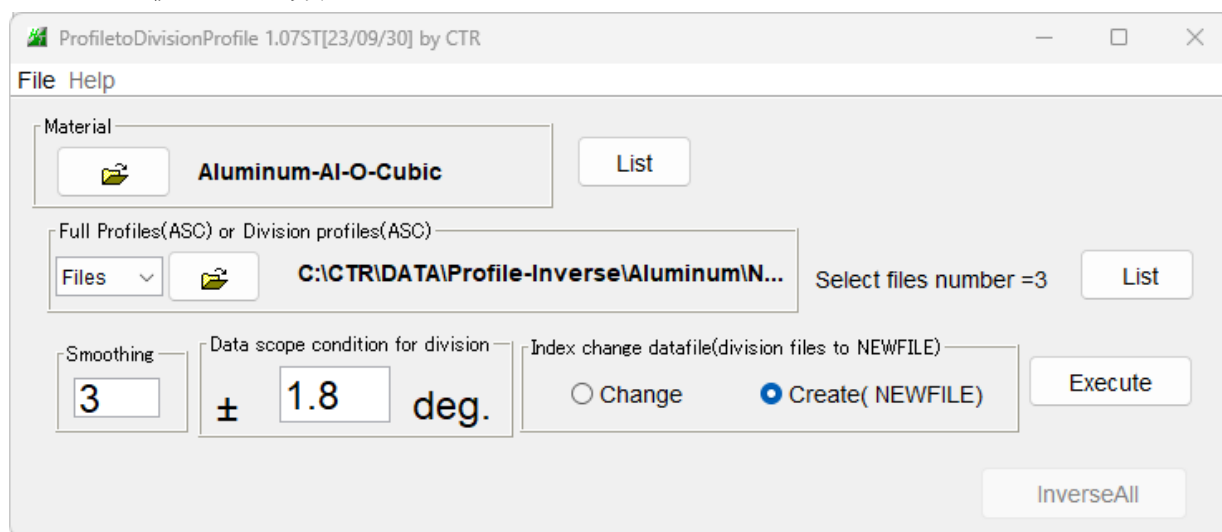 ProfiletoDivisionProfile 1.07ST[23/09/30] by CTR
File Help
Material
Aluminum-Al-O-Cubic
List
Full Profiles(ASC) or Division profiles(ASC)
Files
C:\CTR\DATA\Profile-Inverse\Aluminum\N...
Select files number =3
List
Smoothing
3
Data scope condition for division
± 1.8 deg.
Index change datafile(division files to NEWFILE)
Change
Create( NEWFILE)
Execute
InverseAll